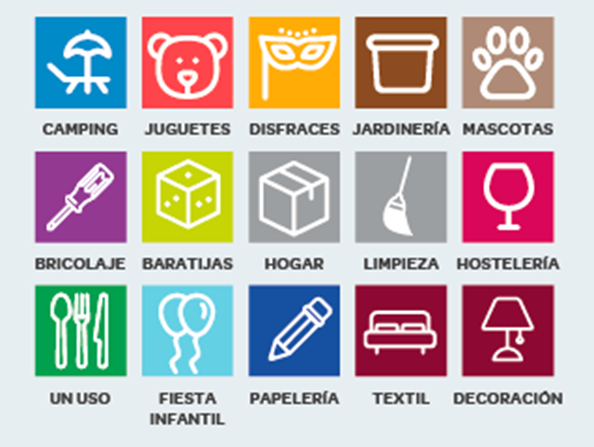 CAMPING JUGUETES DISFRACES JARDINERÍA MASCOTAS
BRICOLAJE BARATIJAS HOGAR LIMPIEZA HOSTELERÍA
UN USO FIESTA INFANTIL PAPELERÍA TEXTIL DECORACIÓN